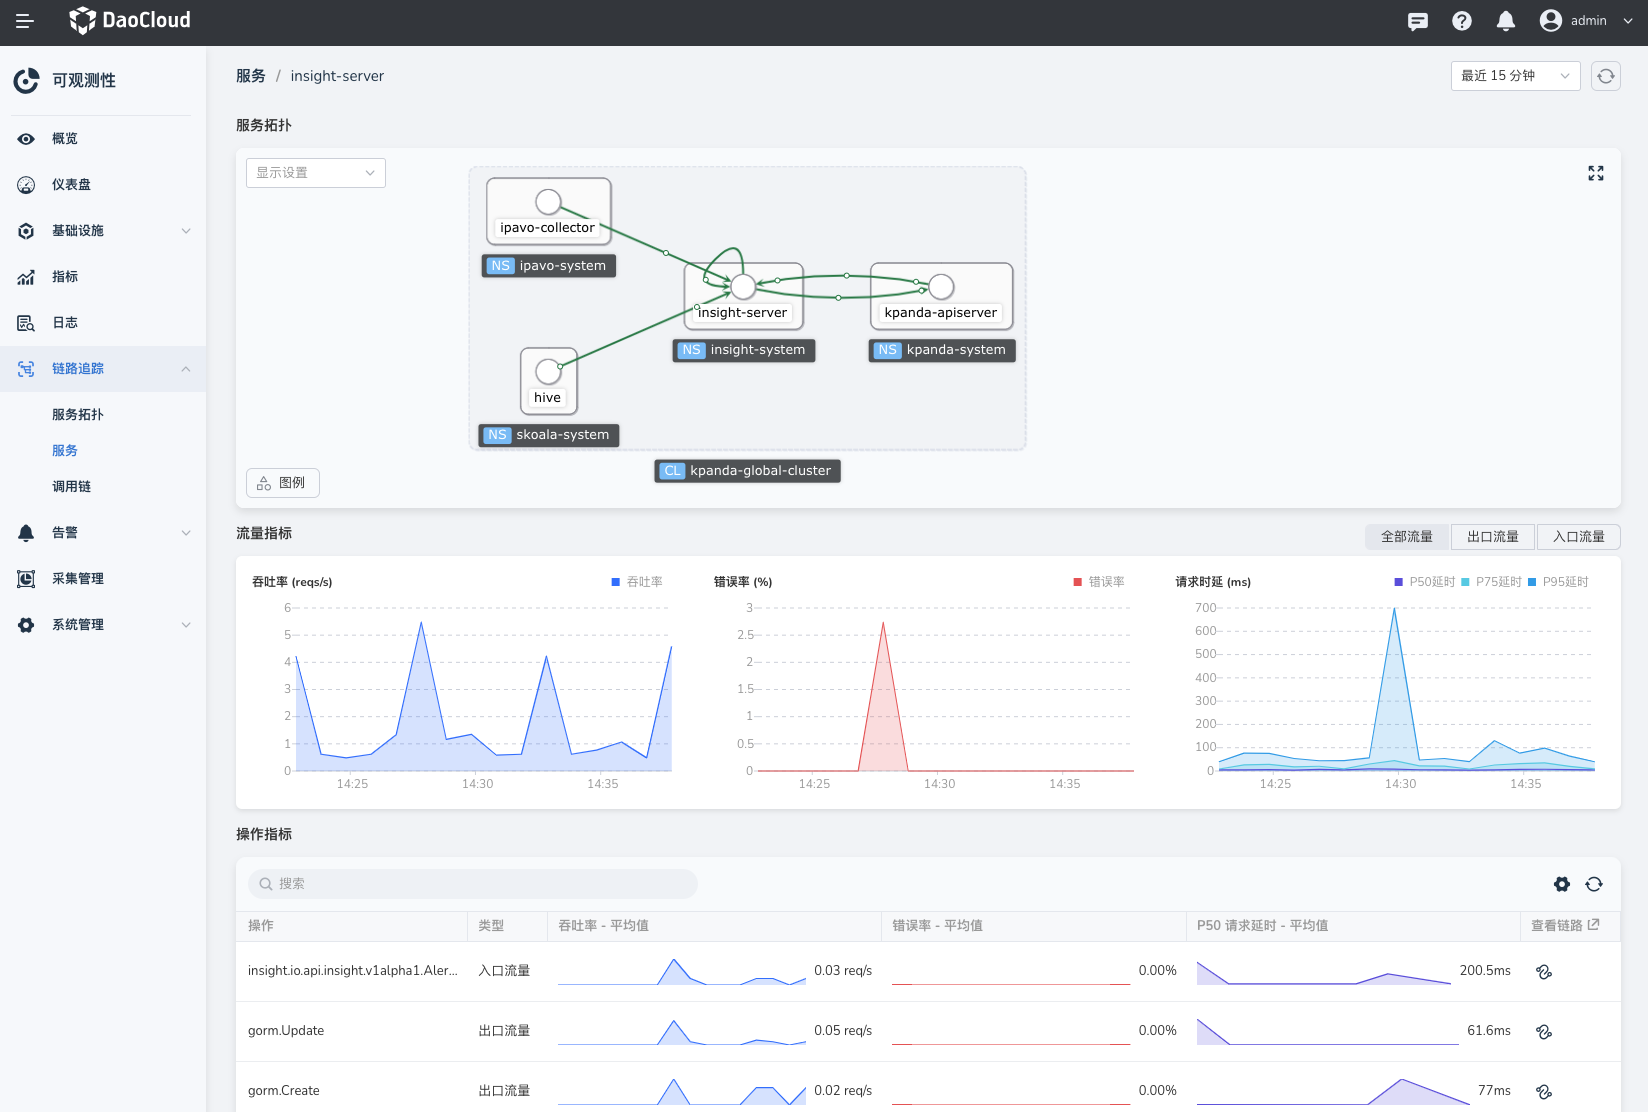 DaoCloud
admin
可观测性
概览
仪表盘
基础设施
指标
日志
链路追踪
服务拓扑
服务
调用链
告警
采集管理
系统管理
服务 / insight-server
最近 15 分钟
服务拓扑
显示设置
ipavo-collector
NS ipavo-system
insight-server
NS insight-system
kpanda-apiserver
NS kpanda-system
hive
NS skoala-system
CL kpanda-global-cluster
图例
流量指标
全部流量 出口流量 入口流量
吞吐率 (reqs/s)
吞吐率
6
5
4
3
2
1
0
14:25 14:30 14:35
错误率 (%)
错误率
3
2.5
2
1.5
1
0.5
0
14:25 14:30 14:35
请求时延 (ms)
P50延时 P75延时 P95延时
700
600
500
400
300
200
100
0
14:25 14:30 14:35
操作指标
搜索
操作 类型 吞吐率 - 平均值 错误率 - 平均值 P50 请求延时 - 平均值 查看链路
insight.io.api.insight.v1alpha1.Aler... 入口流量 0.03 req/s 0.00% 200.5ms
gorm.Update 出口流量 0.05 req/s 0.00% 61.6ms
gorm.Create 出口流量 0.02 req/s 0.00% 77ms